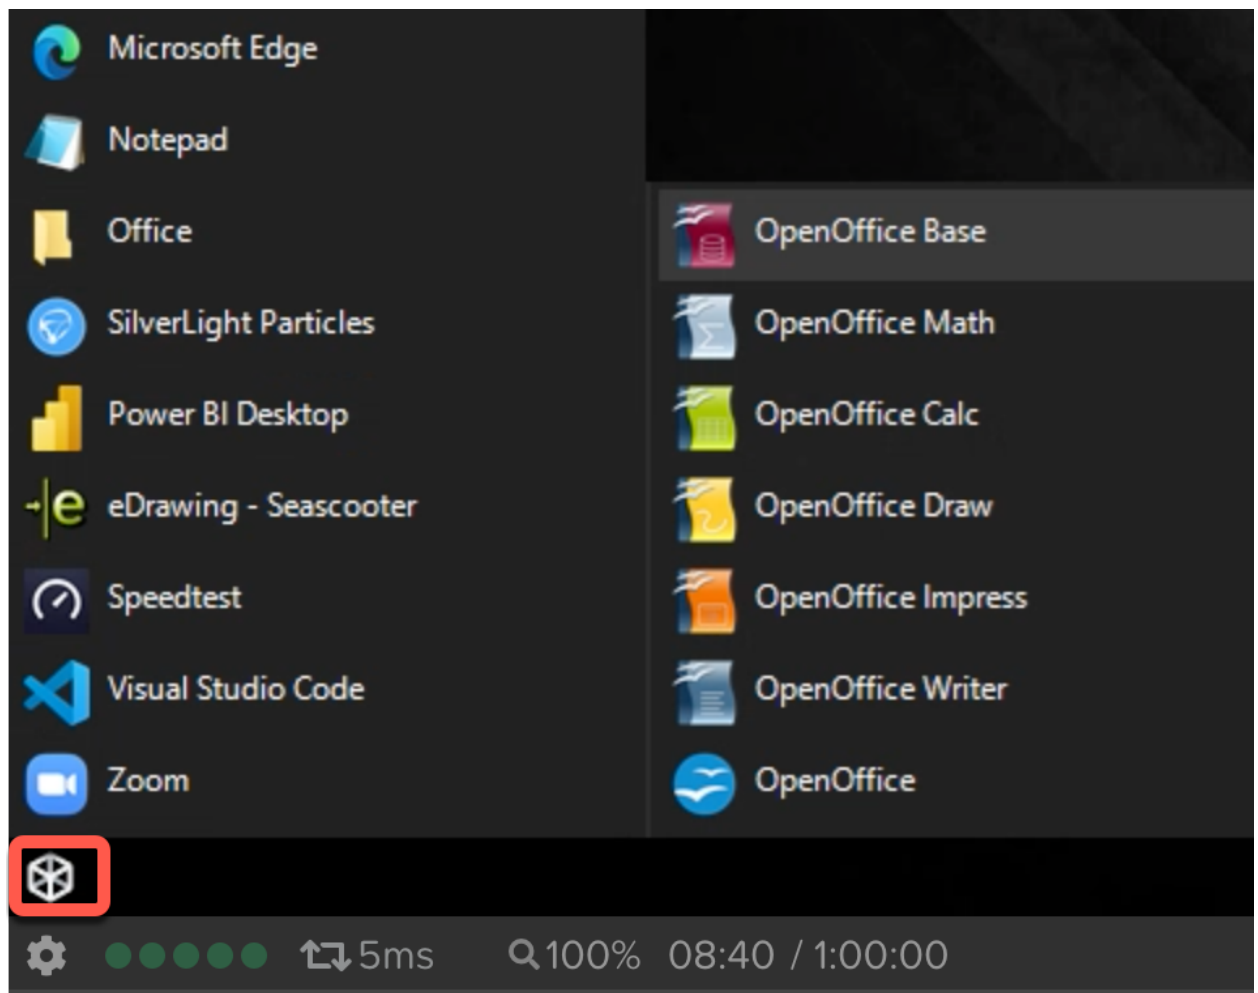 Microsoft Edge
Notepad
Office
SilverLight Particles
Power BI Desktop
eDrawing - Seascooter
Speedtest
Visual Studio Code
Zoom
OpenOffice Base
OpenOffice Math
OpenOffice Calc
OpenOffice Draw
OpenOffice Impress
OpenOffice Writer
OpenOffice
5ms 100% 08:40 / 1:00:00